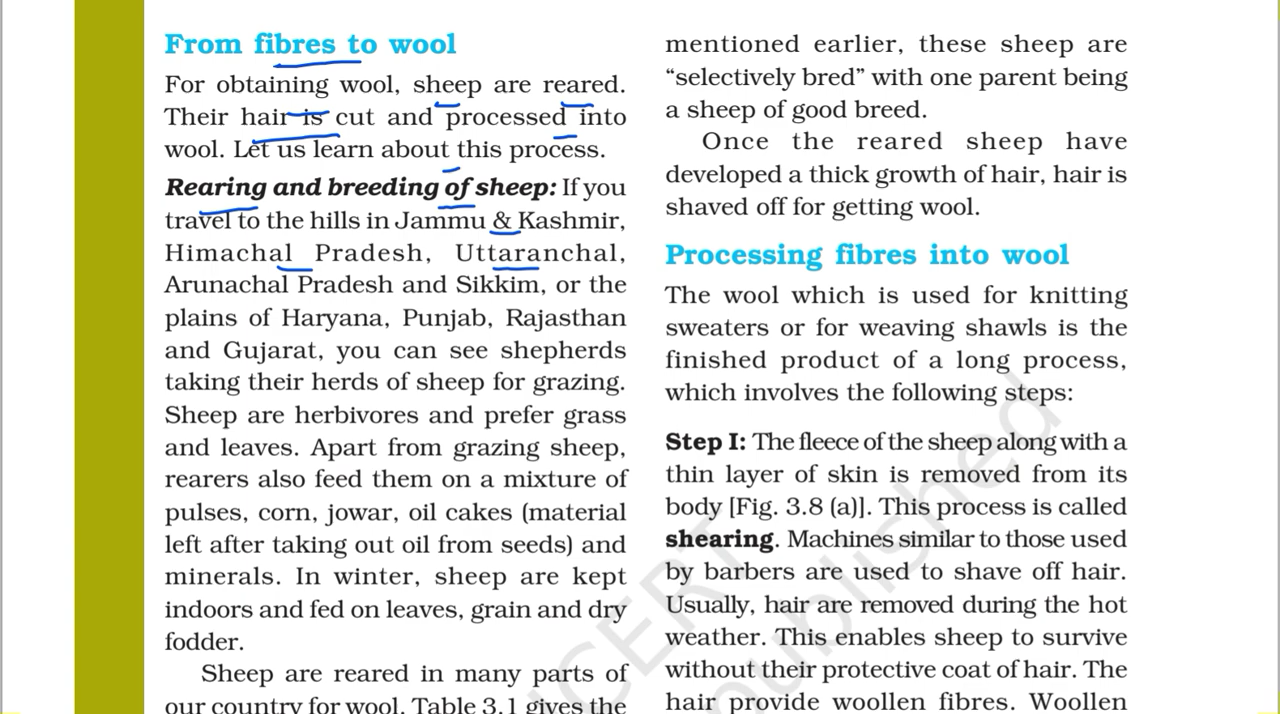 From fibres to wool
For obtaining wool, sheep are reared.
Their hair is cut and processed into
wool. Let us learn about this process.
Rearing and breeding of sheep: If you
travel to the hills in Jammu & Kashmir,
Himachal Pradesh, Uttaranchal,
Arunachal Pradesh and Sikkim, or the
plains of Haryana, Punjab, Rajasthan
and Gujarat, you can see shepherds
taking their herds of sheep for grazing.
Sheep are herbivores and prefer grass
and leaves. Apart from grazing sheep,
rearers also feed them on a mixture of
pulses, corn, jowar, oil cakes (material
left after taking out oil from seeds) and
minerals. In winter, sheep are kept
indoors and fed on leaves, grain and dry
fodder.
Sheep are reared in many parts of
our country for wool. Table 3.1 gives the
mentioned earlier, these sheep are
“selectively bred” with one parent being
a sheep of good breed.
Once the reared sheep have
developed a thick growth of hair, hair is
shaved off for getting wool.
Processing fibres into wool
The wool which is used for knitting
sweaters or for weaving shawls is the
finished product of a long process,
which involves the following steps:
Step I: The fleece of the sheep along with a
thin layer of skin is removed from its
body [Fig. 3.8 (a)]. This process is called
shearing. Machines similar to those used
by barbers are used to shave off hair.
Usually, hair are removed during the hot
weather. This enables sheep to survive
without their protective coat of hair. The
hair provide woollen fibres. Woollen